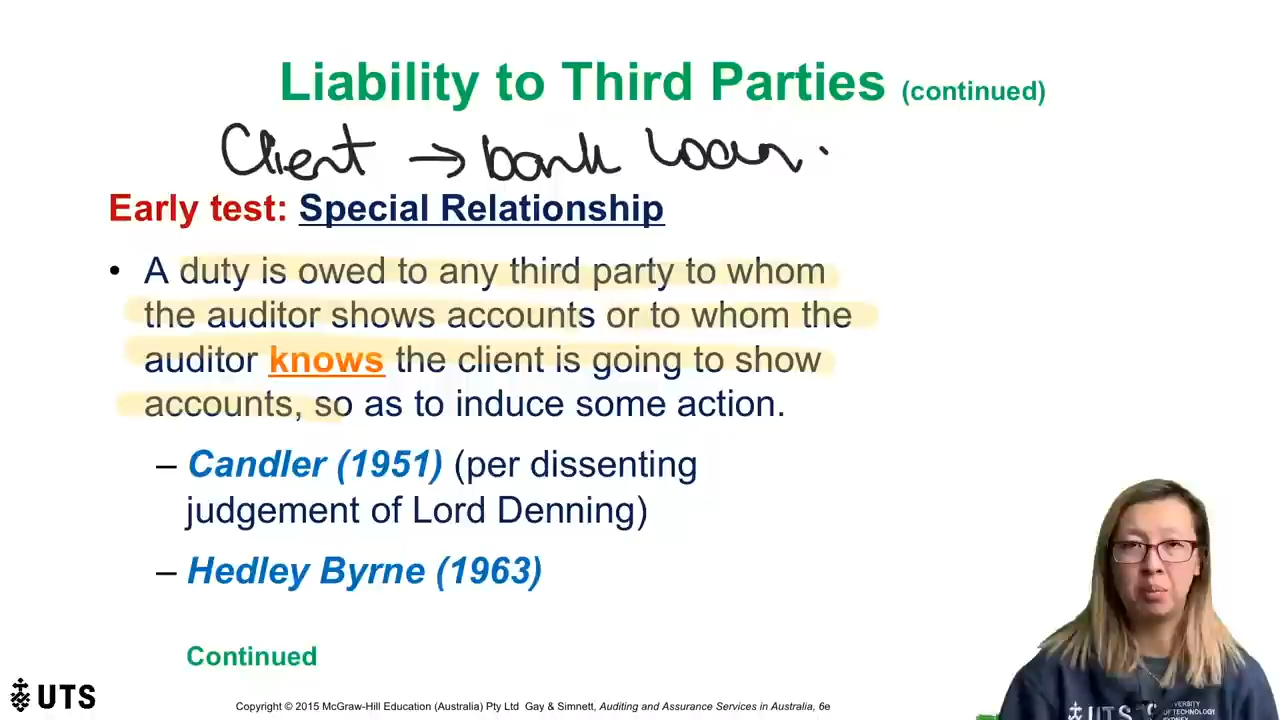 Liability to Third Parties (continued)
Client → bank loan.
Early test: Special Relationship
• A duty is owed to any third party to whom
the auditor shows accounts or to whom the
auditor knows the client is going to show
accounts, so as to induce some action.
– Candler (1951) (per dissenting
judgement of Lord Denning)
– Hedley Byrne (1963)
Continued
UTS
Copyright © 2015 McGraw-Hill Education (Australia) Pty Ltd Gay & Simnett, Auditing and Assurance Services in Australia, 6e
UTS
OF TECHNOLOGY